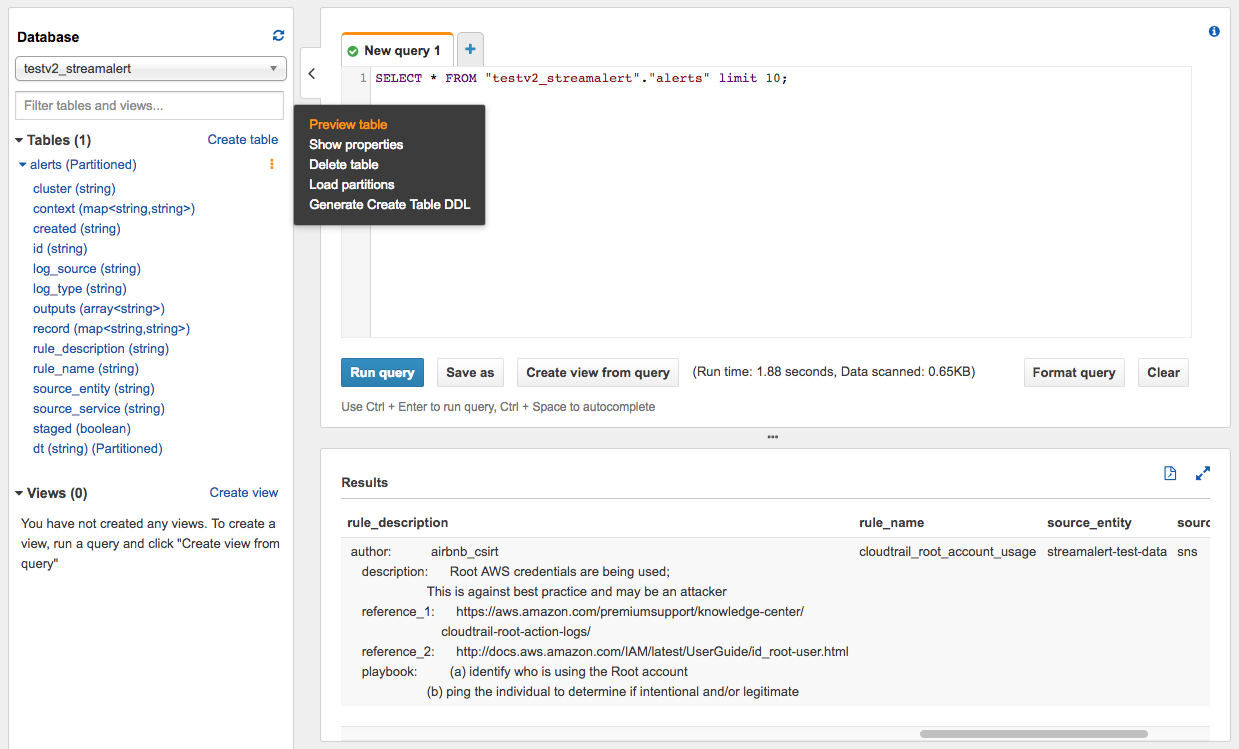 Database
testv2_streamalert
Filter tables and views...
Tables (1)
Create table
alerts (Partitioned)
cluster (string)
context (map<string,string>)
created (string)
id (string)
log_source (string)
log_type (string)
outputs (array<string>)
record (map<string,string>)
rule_description (string)
rule_name (string)
source_entity (string)
source_service (string)
staged (boolean)
dt (string) (Partitioned)
Views (0)
Create view
You have not created any views. To create a
view, run a query and click "Create view from
query"
New query 1
+
1 SELECT * FROM "testv2_streamalert"."alerts" limit 10;
Preview table
Show properties
Delete table
Load partitions
Generate Create Table DDL
Run query
Save as
Create view from query
(Run time: 1.88 seconds, Data scanned: 0.65KB)
Format query
Clear
Use Ctrl + Enter to run query, Ctrl + Space to autocomplete
Results
rule_description rule_name source_entity sourc
author: airbnb_csirt cloudtrail_root_account_usage streamalert-test-data sns
description: Root AWS credentials are being used;
This is against best practice and may be an attacker
reference_1: https://aws.amazon.com/premiumsupport/knowledge-center/
cloudtrail-root-action-logs/
reference_2: http://docs.aws.amazon.com/IAM/latest/UserGuide/id_root-user.html
playbook: (a) identify who is using the Root account
(b) ping the individual to determine if intentional and/or legitimate